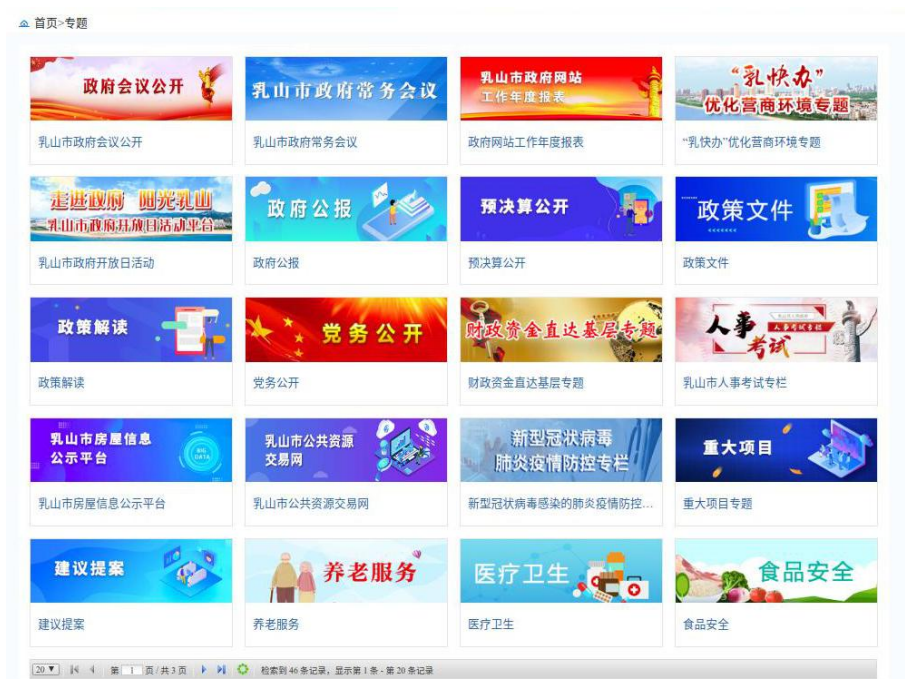 首页>专题
政府会议公开
乳山市政府常务会议
乳山市政府网站
工作年度报表
“乳快办”
优化营商环境专题
乳山市政府会议公开
乳山市政府常务会议
政府网站工作年度报表
“乳快办”优化营商环境专题
走进政府 阳光乳山
乳山市政府开放日活动平台
政府公报
预决算公开
政策文件
乳山市政府开放日活动
政府公报
预决算公开
政策文件
政策解读
党务公开
财政资金直达基层专题
人事
人事考试专栏
考试
政策解读
党务公开
财政资金直达基层专题
乳山市人事考试专栏
乳山市房屋信息
公示平台
BIG
DATA
乳山市公共资源
交易网
新型冠状病毒
肺炎疫情防控专栏
重大项目
乳山市房屋信息公示平台
乳山市公共资源交易网
新型冠状病毒感染的肺炎疫情防控...
重大项目专题
建议提案
养老服务
医疗卫生
食品安全
建议提案
养老服务
医疗卫生
食品安全
20 第 1 页/共3页 检索到46条记录，显示第1条-第20条记录